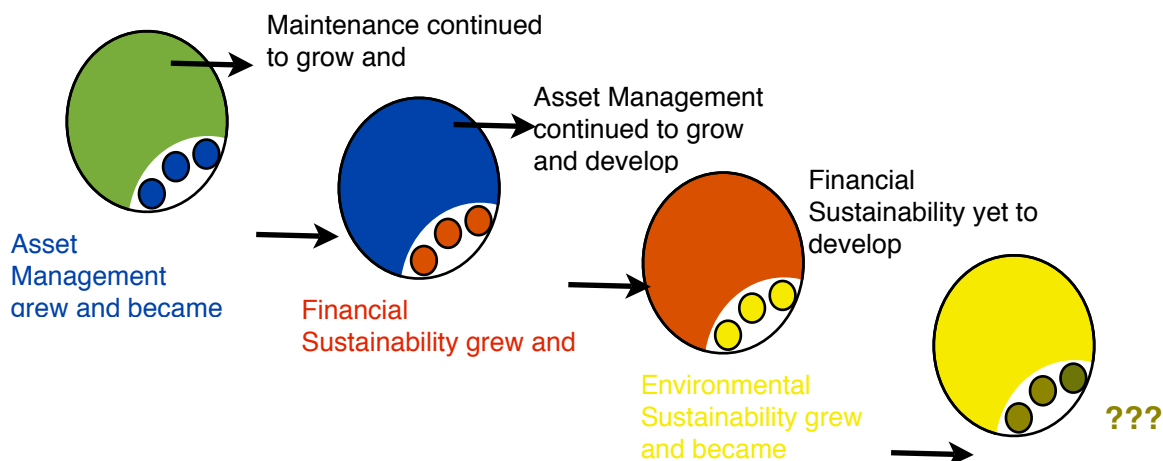 Maintenance continued
to grow and
Asset Management
continued to grow
and develop
Financial
Sustainability yet to
develop
Asset
Management
grew and became
Financial
Sustainability grew and
Environmental
Sustainability grew
and became
???